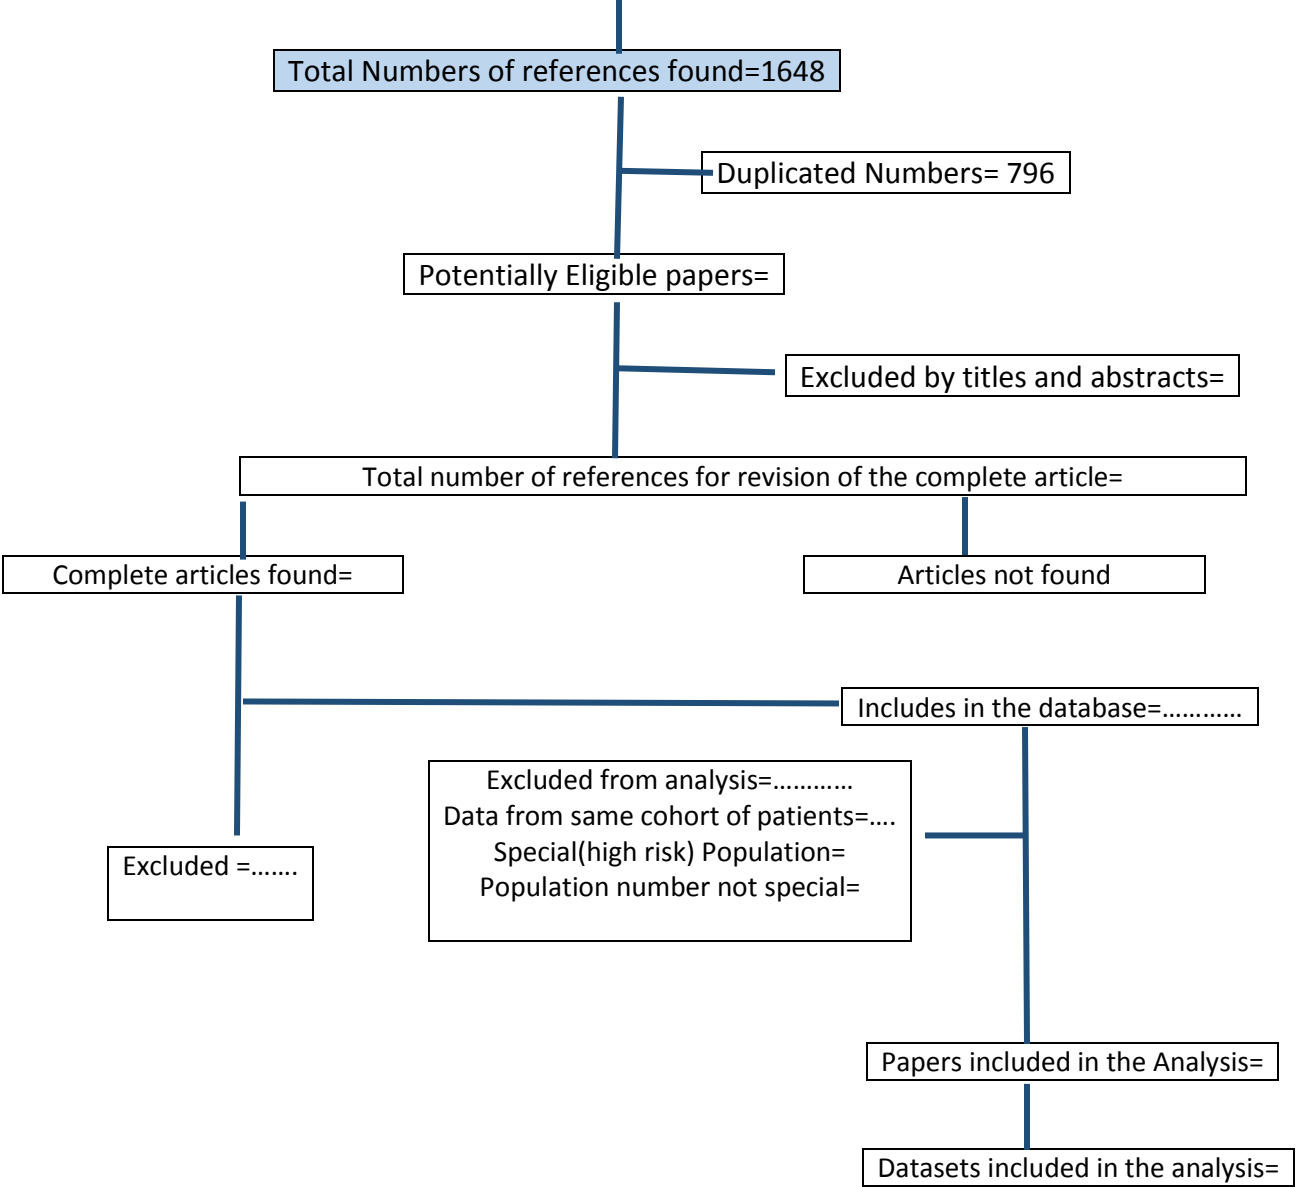 Total Numbers of references found=1648
Duplicated Numbers= 796
Potentially Eligible papers=
Excluded by titles and abstracts=
Total number of references for revision of the complete article=
Complete articles found=
Articles not found
Includes in the database=…………
Excluded from analysis=…………
Data from same cohort of patients=….
Special(high risk) Population=
Population number not special=
Excluded =…….
Papers included in the Analysis=
Datasets included in the analysis=